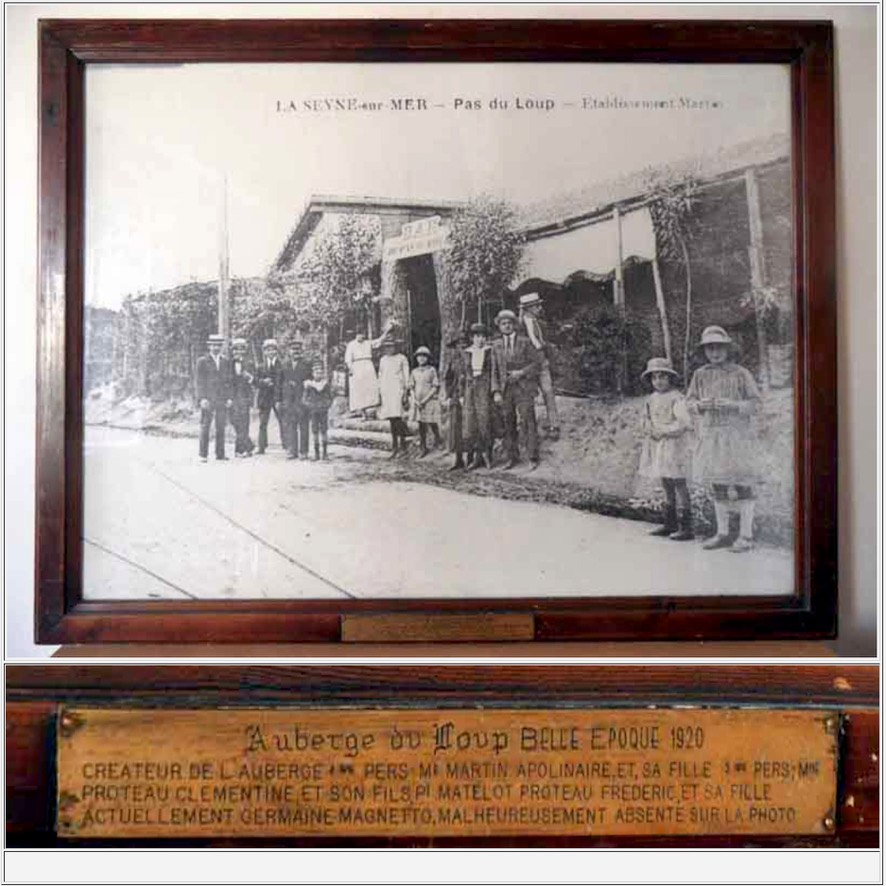 LA SEYNE-sur-MER — Pas du Loup — Etablissement Martin
BAR
Auberge du Loup BELLE EPOQUE 1920
CREATEUR DE L'AUBERGE PERS: Mr MARTIN APOLINAIRE, ET, SA FILLE PERS; MME
PROTEAU CLEMENTINE, ET SON FILS, Pt MATELOT PROTEAU FREDERIC, ET SA FILLE
ACTUELLEMENT GERMAINE MAGNETTO, MALHEUREUSEMENT ABSENTE SUR LA PHOTO